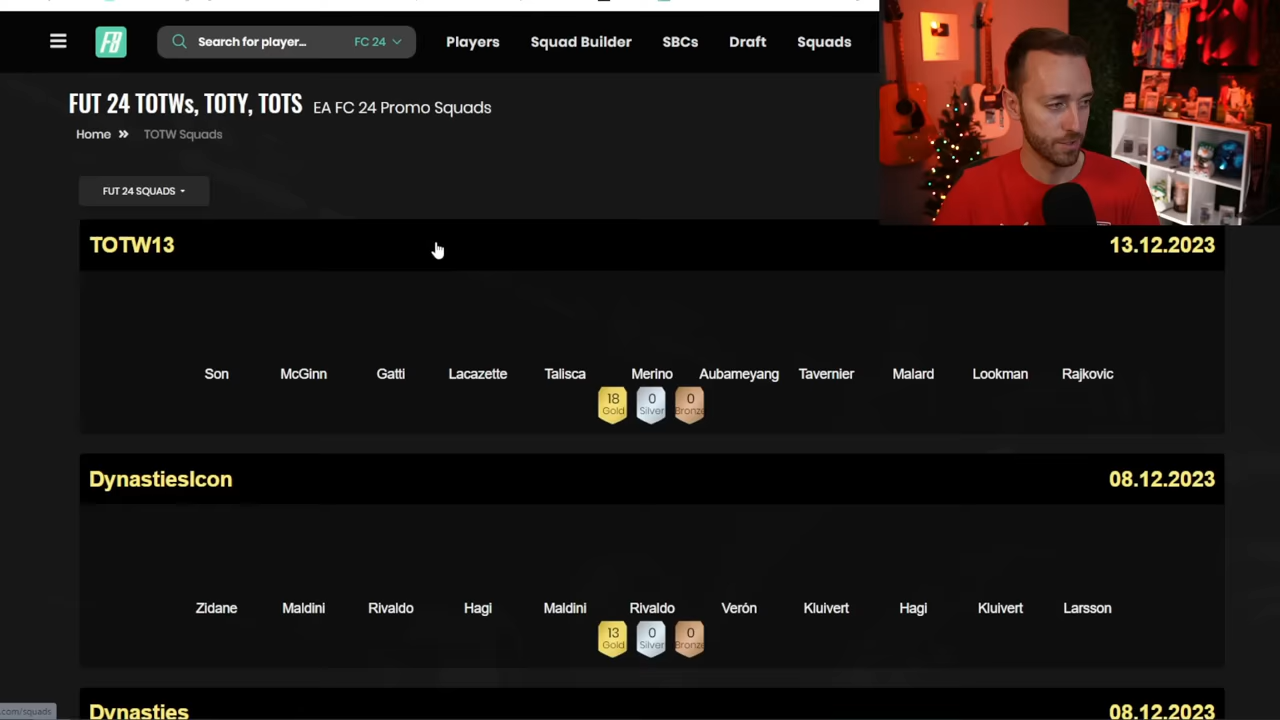 FB
Search for player...
FC 24
Players
Squad Builder
SBCs
Draft
Squads
FUT 24 TOTWs, TOTY, TOTS
EA FC 24 Promo Squads
Home
TOTW Squads
FUT 24 SQUADS
TOTW13
13.12.2023
Son
McGinn
Gatti
Lacazette
Talisca
Merino
Aubameyang
Tavernier
Malard
Lookman
Rajkovic
18
Gold
0
Silver
0
Bronze
DynastiesIcon
08.12.2023
Zidane
Maldini
Rivaldo
Hagi
Maldini
Rivaldo
Verón
Kluivert
Hagi
Kluivert
Larsson
13
Gold
0
Silver
0
Bronze
Dynasties
08.12.2023
.com/squads